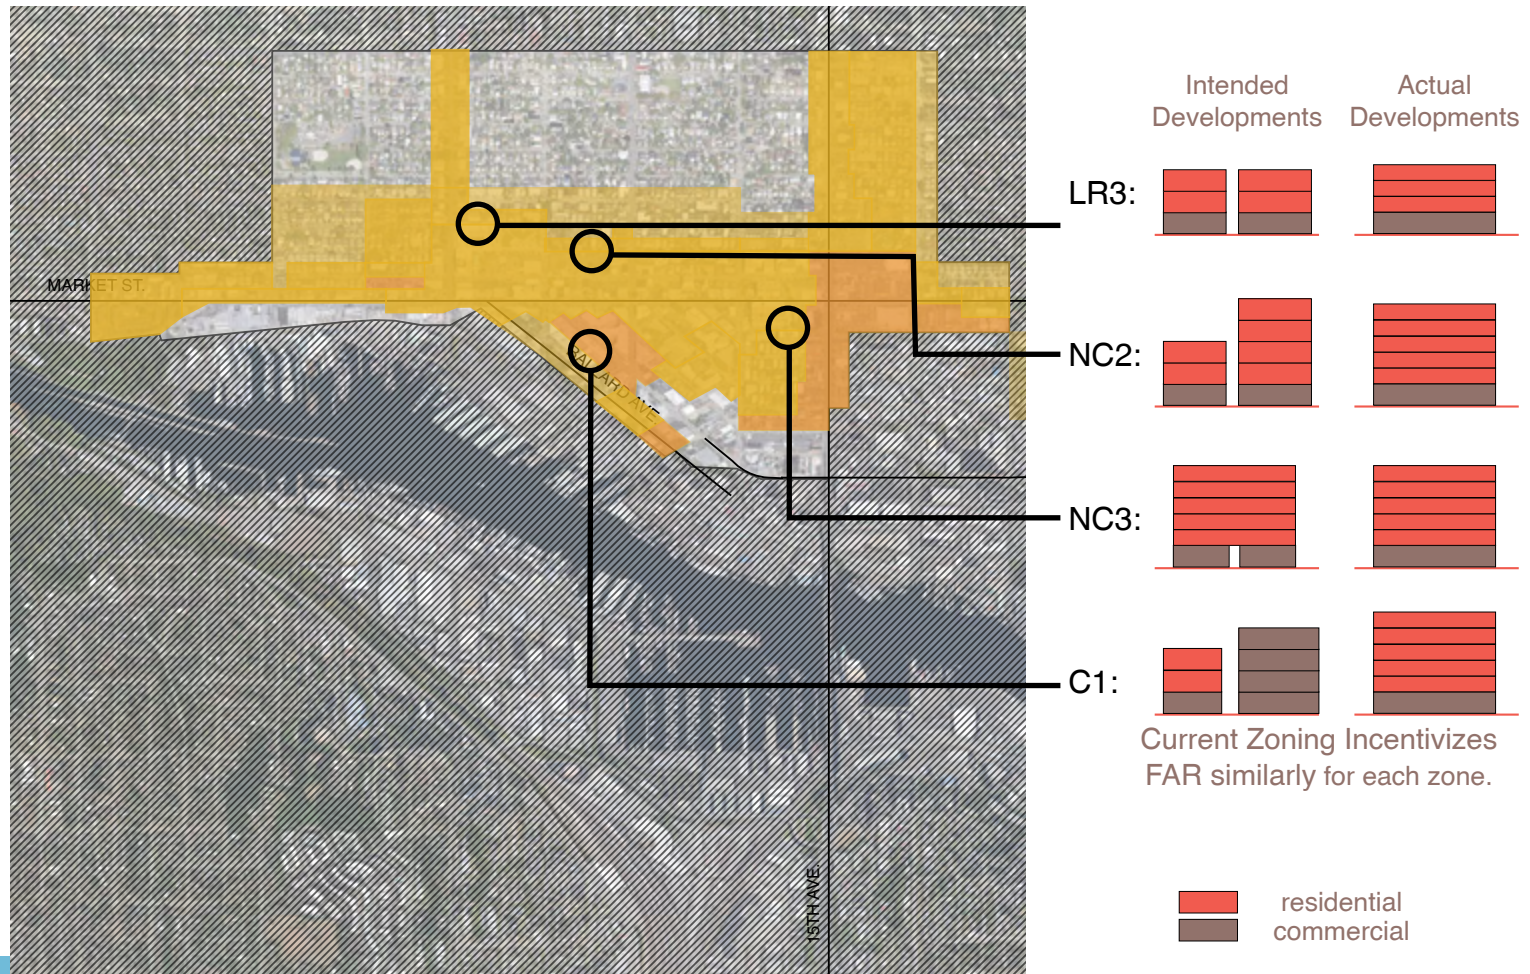 MARKET ST.
BALLARD AVE.
15TH AVE.
Intended
Developments
Actual
Developments
LR3:
NC2:
NC3:
C1:
Current Zoning Incentivizes
FAR similarly for each zone.
residential
commercial